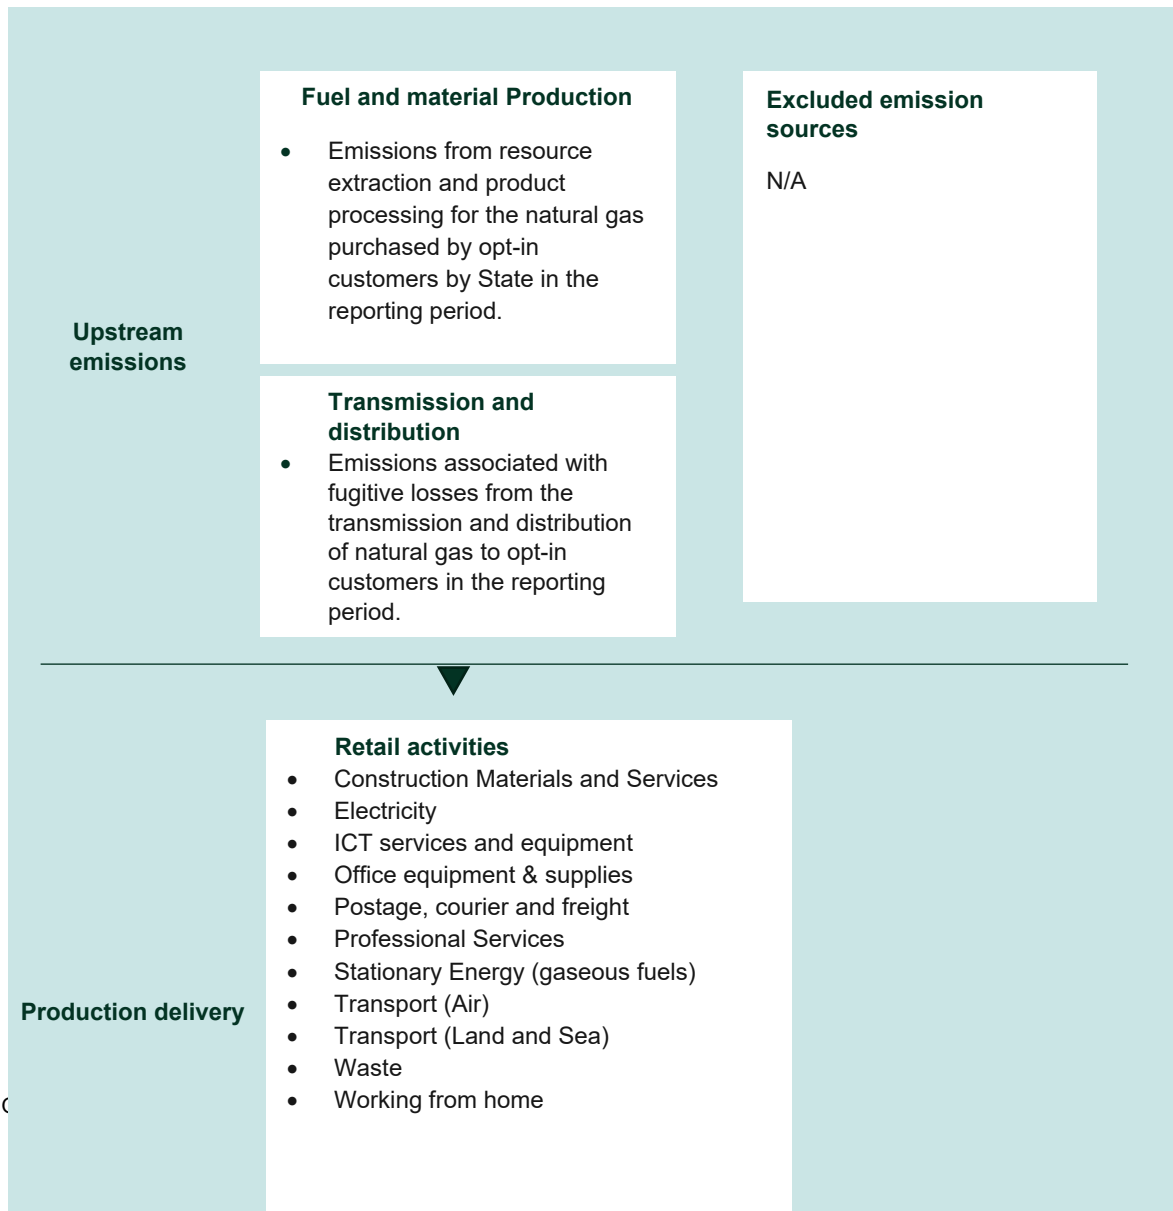 Fuel and material Production
• Emissions from resource
extraction and product
processing for the natural gas
purchased by opt-in
customers by State in the
reporting period.
Excluded emission
sources
N/A
Upstream
emissions
Transmission and
distribution
• Emissions associated with
fugitive losses from the
transmission and distribution
of natural gas to opt-in
customers in the reporting
period.
Retail activities
• Construction Materials and Services
• Electricity
• ICT services and equipment
• Office equipment & supplies
• Postage, courier and freight
• Professional Services
• Stationary Energy (gaseous fuels)
• Transport (Air)
• Transport (Land and Sea)
• Waste
• Working from home
Production delivery